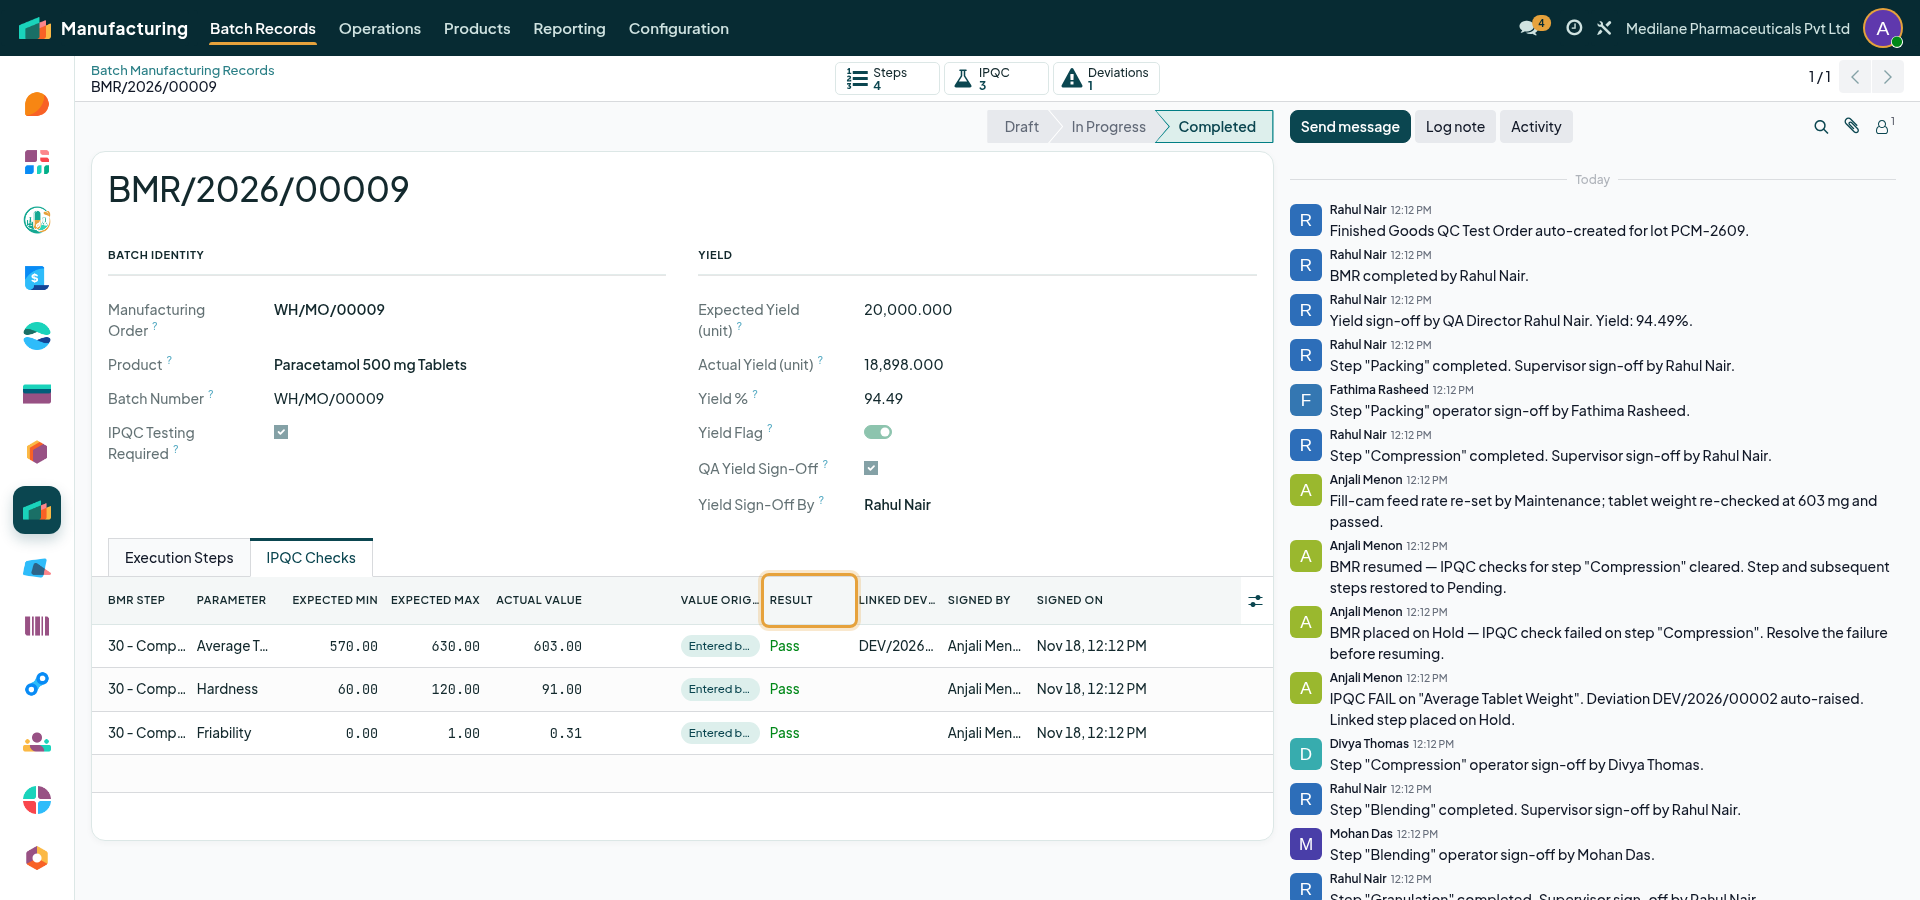 Manufacturing
Batch Records
Operations
Products
Reporting
Configuration
4
Medilane Pharmaceuticals Pvt Ltd
A
Batch Manufacturing Records
BMR/2026/00009
Steps
4
IPQC
3
Deviations
1
1 / 1
Draft
In Progress
Completed
Send message
Log note
Activity
1
BMR/2026/00009
BATCH IDENTITY
Manufacturing
Order ?
WH/MO/00009
Product ?
Paracetamol 500 mg Tablets
Batch Number ?
WH/MO/00009
IPQC Testing
Required ?
YIELD
Expected Yield
(unit) ?
20,000.000
Actual Yield (unit) ?
18,898.000
Yield % ?
94.49
Yield Flag ?
QA Yield Sign-Off ?
Yield Sign-Off By ?
Rahul Nair
Execution Steps
IPQC Checks
BMR STEP PARAMETER EXPECTED MIN EXPECTED MAX ACTUAL VALUE VALUE ORIG... RESULT LINKED DEV... SIGNED BY SIGNED ON
30 - Comp... Average T... 570.00 630.00 603.00 Entered b... Pass DEV/2026... Anjali Men... Nov 18, 12:12 PM
30 - Comp... Hardness 60.00 120.00 91.00 Entered b... Pass Anjali Men... Nov 18, 12:12 PM
30 - Comp... Friability 0.00 1.00 0.31 Entered b... Pass Anjali Men... Nov 18, 12:12 PM
Today
R
Rahul Nair 12:12 PM
Finished Goods QC Test Order auto-created for lot PCM-2609.
R
Rahul Nair 12:12 PM
BMR completed by Rahul Nair.
R
Rahul Nair 12:12 PM
Yield sign-off by QA Director Rahul Nair. Yield: 94.49%.
R
Rahul Nair 12:12 PM
Step "Packing" completed. Supervisor sign-off by Rahul Nair.
F
Fathima Rasheed 12:12 PM
Step "Packing" operator sign-off by Fathima Rasheed.
R
Rahul Nair 12:12 PM
Step "Compression" completed. Supervisor sign-off by Rahul Nair.
A
Anjali Menon 12:12 PM
Fill-cam feed rate re-set by Maintenance; tablet weight re-checked at 603 mg and
passed.
A
Anjali Menon 12:12 PM
BMR resumed — IPQC checks for step "Compression" cleared. Step and subsequent
steps restored to Pending.
A
Anjali Menon 12:12 PM
BMR placed on Hold — IPQC check failed on step "Compression". Resolve the failure
before resuming.
A
Anjali Menon 12:12 PM
IPQC FAIL on "Average Tablet Weight". Deviation DEV/2026/00002 auto-raised.
Linked step placed on Hold.
D
Divya Thomas 12:12 PM
Step "Compression" operator sign-off by Divya Thomas.
R
Rahul Nair 12:12 PM
Step "Blending" completed. Supervisor sign-off by Rahul Nair.
M
Mohan Das 12:12 PM
Step "Blending" operator sign-off by Mohan Das.
R
Rahul Nair 12:12 PM
Step "Granulation" completed. Supervisor sign-off by Rahul Nair.